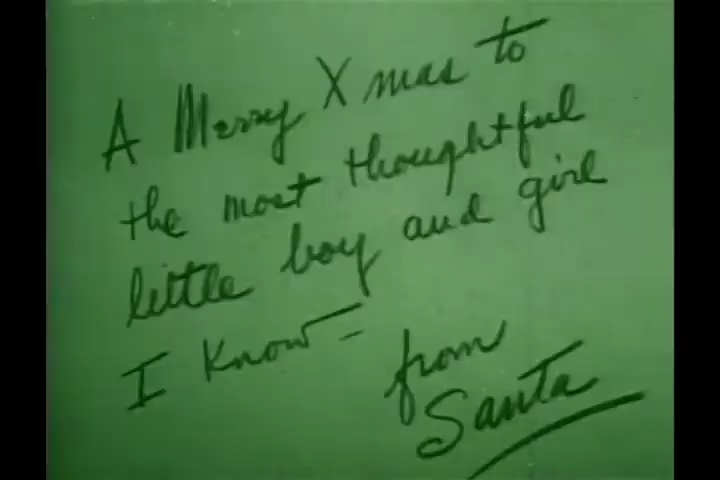 A Merry Xmas to
the most thoughtful
little boy and girl
I know-
from
Santa